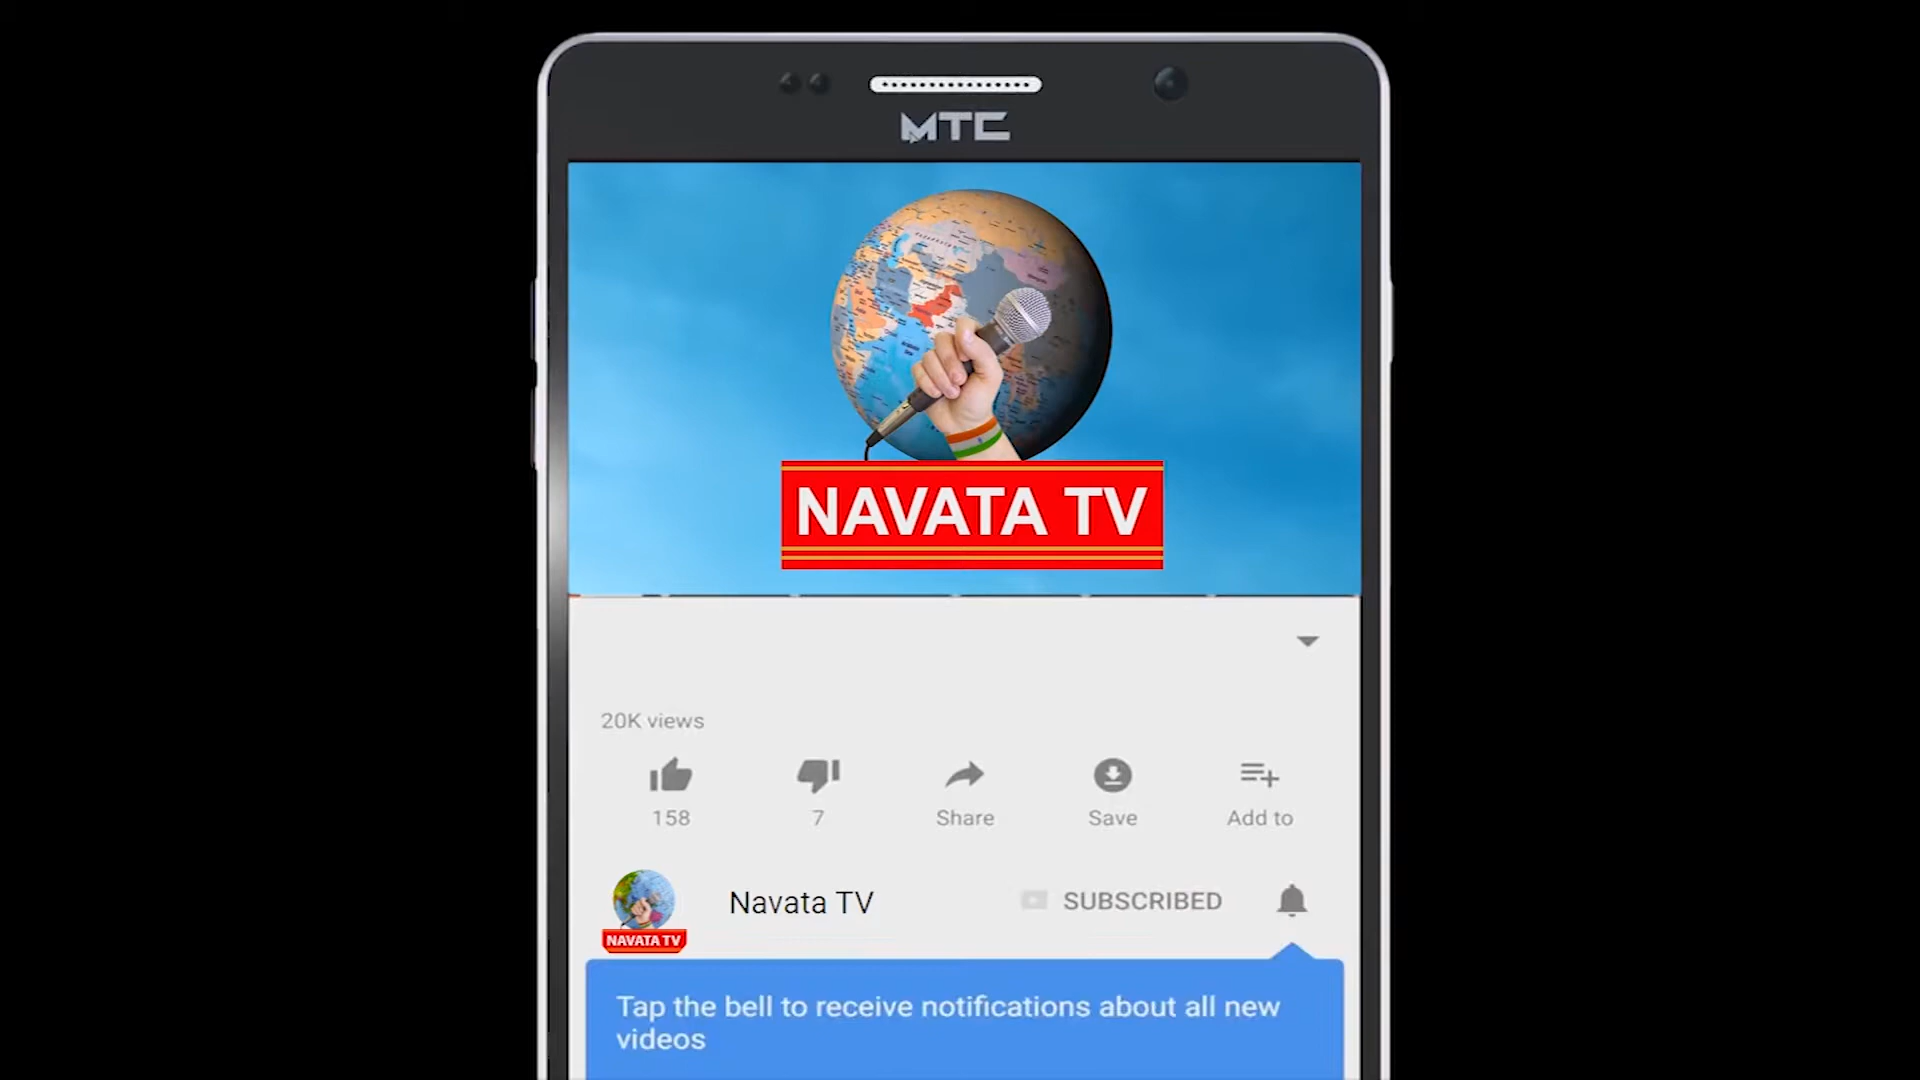 MTC
NAVATA TV
20K views
158
7
Share
Save
Add to
Navata TV
SUBSCRIBED
NAVATA TV
Tap the bell to receive notifications about all new
videos